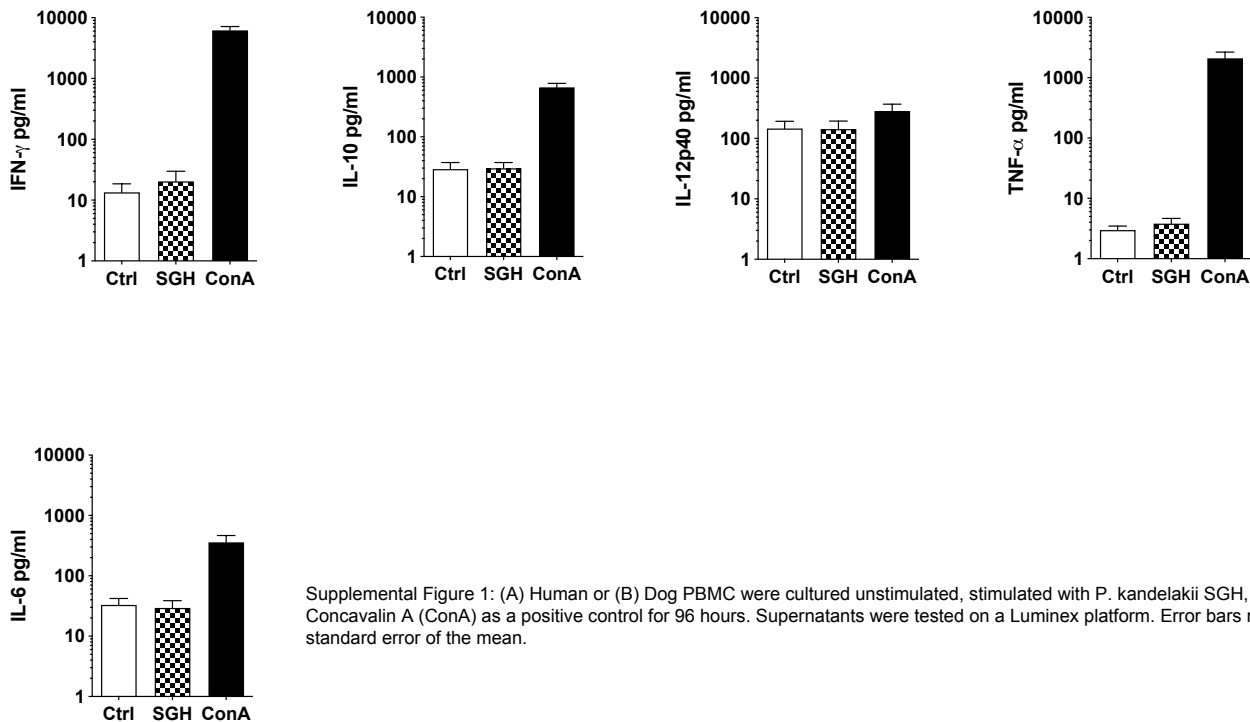 10000
1000
100
10
1
IFN-γ pg/ml
Ctrl SGH ConA
10000
1000
100
10
1
IL-10 pg/ml
Ctrl SGH ConA
10000
1000
100
10
1
IL-12p40 pg/ml
Ctrl SGH ConA
10000
1000
100
10
1
TNF-α pg/ml
Ctrl SGH ConA
10000
1000
100
10
1
IL-6 pg/ml
Ctrl SGH ConA
Supplemental Figure 1: (A) Human or (B) Dog PBMC were cultured unstimulated, stimulated with P. kandelakii SGH,
Concavalin A (ConA) as a positive control for 96 hours. Supernatants were tested on a Luminex platform. Error bars
standard error of the mean.